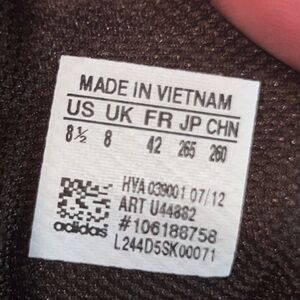 MADE IN VIETNAM
US UK FR JP CHN
8½ 8 42 265 260
HVA 039001 07/12
ART U44882
#106188758
adidas L244D5SK00071